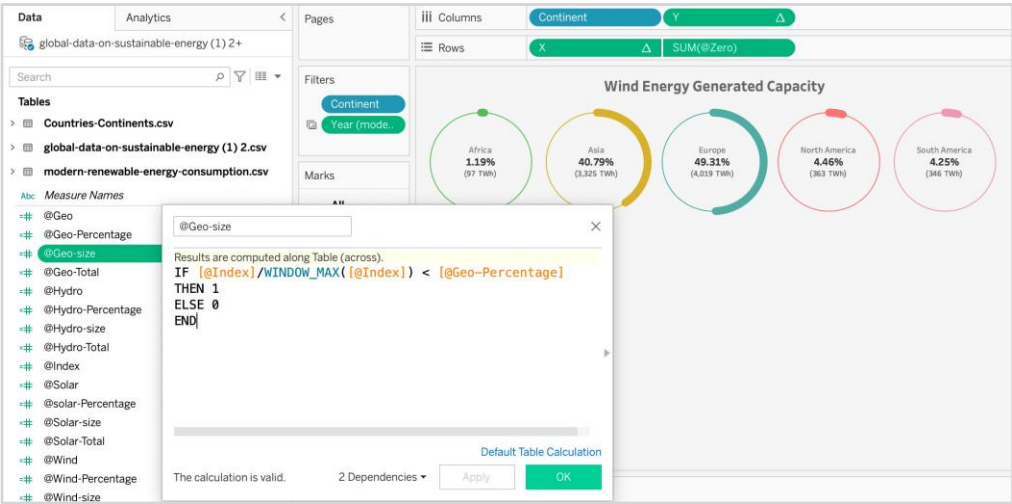 Data
Analytics
<
Pages
iii Columns
Continent
Y
Δ
global-data-on-sustainable-energy (1) 2+
Rows
X
Δ
SUM(@Zero)
Search
Filters
Continent
Year (mode..
Marks
All
Tables
Countries-Continents.csv
global-data-on-sustainable-energy (1) 2.csv
modern-renewable-energy-consumption.csv
Abc Measure Names
=# @Geo
=# @Geo-Percentage
=# @Geo-size
=# @Geo-Total
=# @Hydro
=# @Hydro-Percentage
=# @Hydro-size
=# @Hydro-Total
=# @Index
=# @Solar
=# @solar-Percentage
=# @Solar-size
=# @Solar-Total
=# @Wind
=# @Wind-Percentage
=# @Wind-size
Wind Energy Generated Capacity
Africa
1.19%
(97 TWh)
Asia
40.79%
(3,325 TWh)
Europe
49.31%
(4,019 TWh)
North America
4.46%
(363 TWh)
South America
4.25%
(346 TWh)
@Geo-size
Results are computed along Table (across).
IF [@Index]/WINDOW_MAX([@Index]) < [@Geo-Percentage]
THEN 1
ELSE 0
END
Default Table Calculation
The calculation is valid.
2 Dependencies
Apply
OK